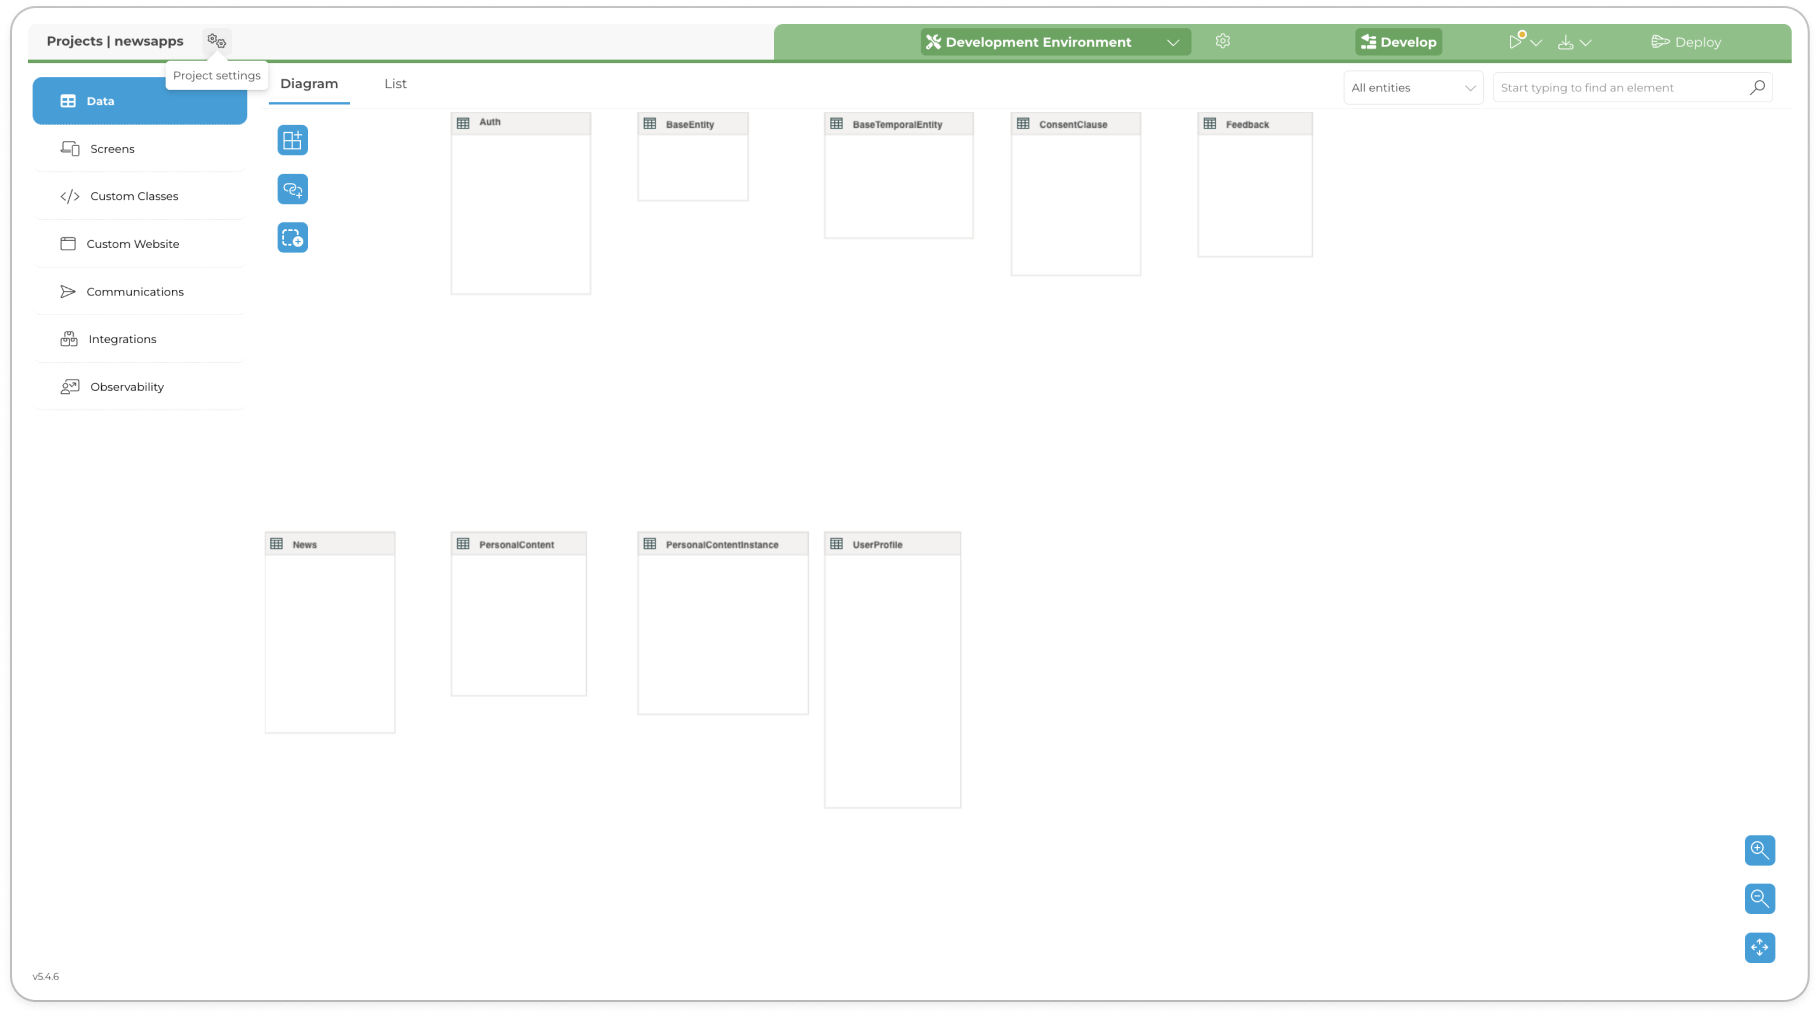 Projects | newsapps
Development Environment
Develop
Deploy
Project settings
Data
Screens
Custom Classes
Custom Website
Communications
Integrations
Observability
Diagram
List
All entities
Start typing to find an element
Auth
BaseEntity
BaseTemporalEntity
ConsentClause
Feedback
News
PersonalContent
PersonalContentInstance
UserProfile
v5.4.6